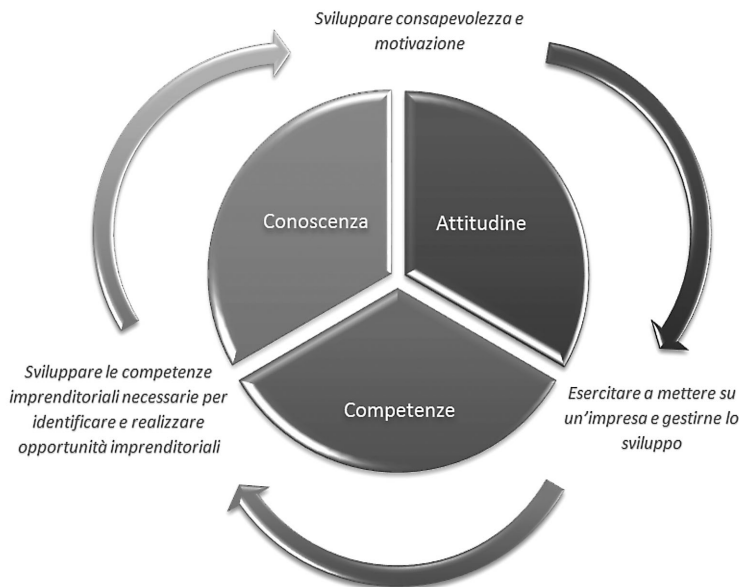 Sviluppare consapevolezza e
motivazione
Conoscenza
Attitudine
Competenze
Sviluppare le competenze
imprenditoriali necessarie per
identificare e realizzare
opportunità imprenditoriali
Esercitare a mettere su
un’impresa e gestirne lo
sviluppo